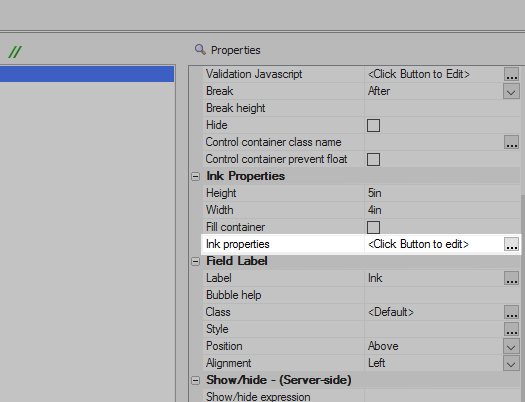 //
Properties
Validation Javascript <Click Button to Edit> ...
Break After
Break height
Hide
Control container class name ...
Control container prevent float
Ink Properties
Height 5in
Width 4in
Fill container
Ink properties <Click Button to edit> ...
Field Label
Label Ink ...
Bubble help
Class <Default> ...
Style ...
Position Above
Alignment Left
Show/hide - (Server-side)
Show/hide expression